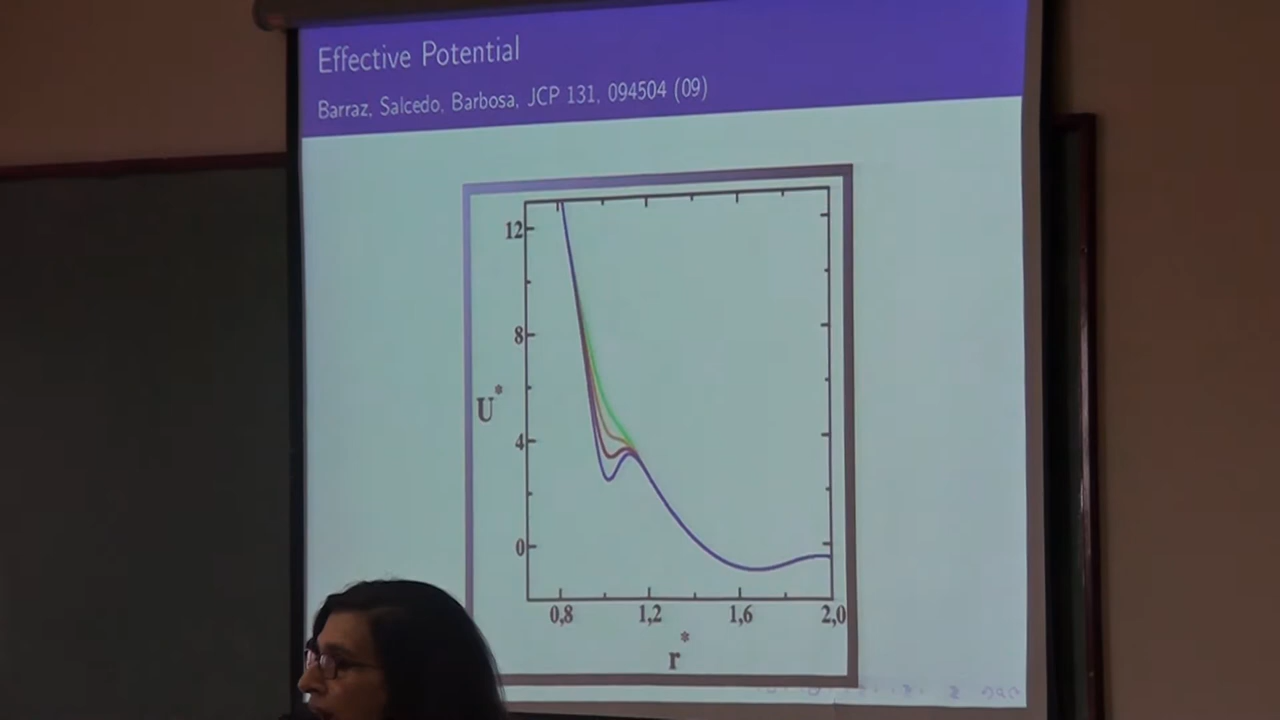 Effective Potential
Barraz, Salcedo, Barbosa, JCP 131, 094504 (09)
12
8
U*
4
0
0,8 1,2 1,6 2,0
r*